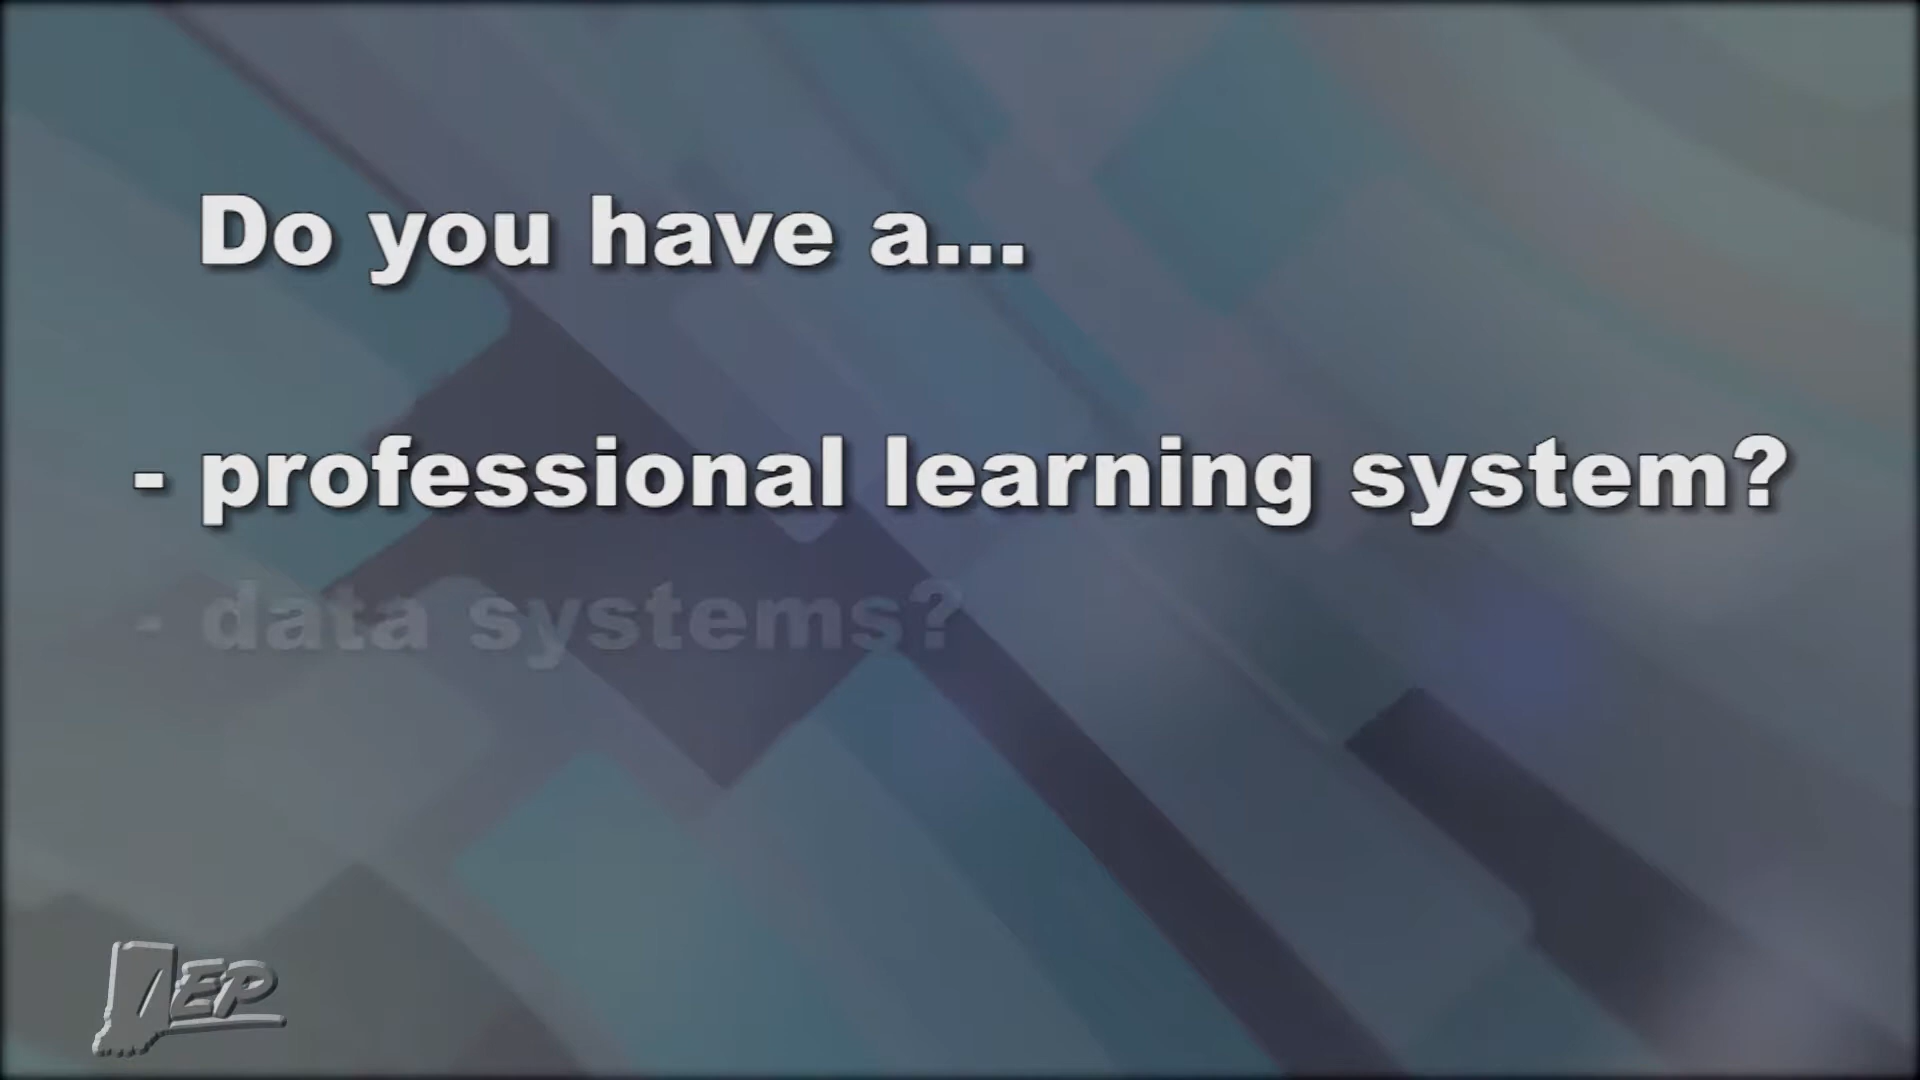 Do you have a...
- professional learning system?
- data systems?
IEP